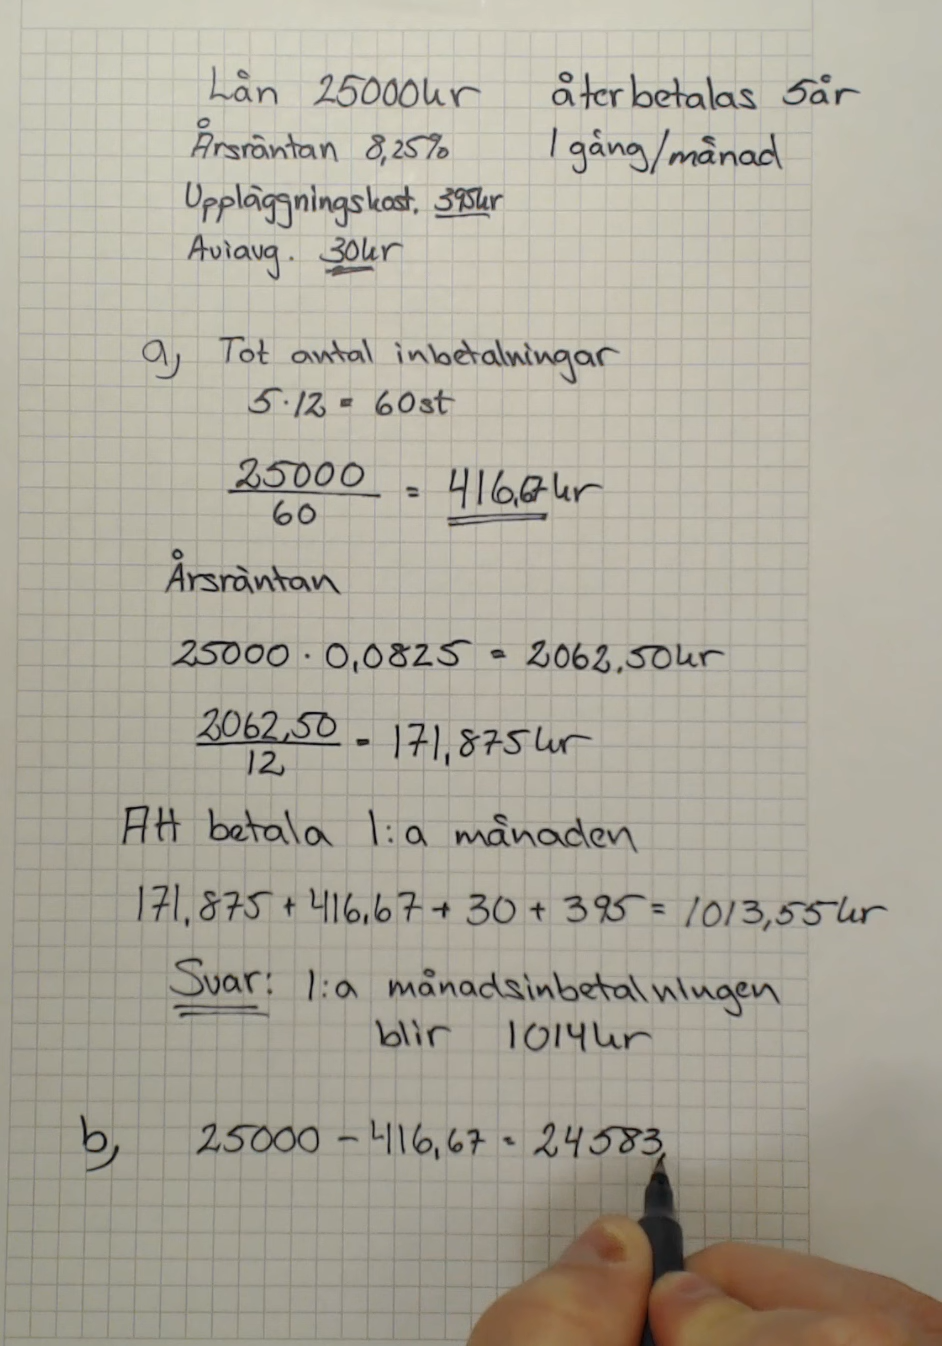 Lån 25000kr återbetalas 5år
Årsräntan 8,25% 1 gång/månad
Uppläggningskost. 395kr
Aviavg. 30kr
a) Tot antal inbetalningar
5·12 = 60st
25000/60 = 416,67kr
Årsräntan
25000 · 0,0825 = 2062,50kr
2062,50/12 = 171,875kr
Att betala 1:a månaden
171,875 + 416,67 + 30 + 395 = 1013,55kr
Svar: 1:a månadsinbetalningen
blir 1014kr
b) 25000 - 416,67 = 24583,